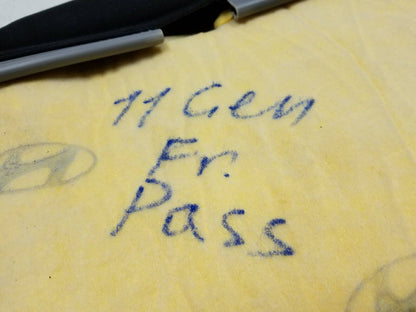 11 Gen
Fr.
Pass